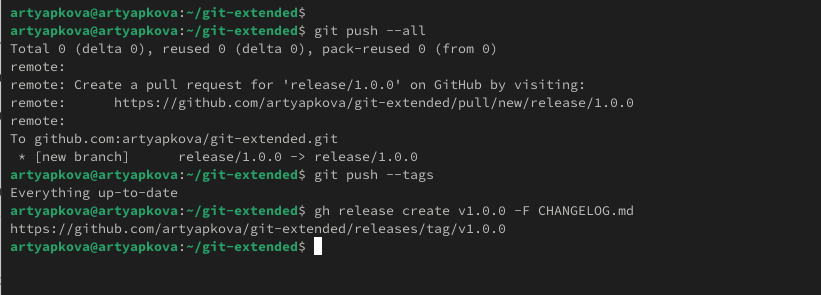 artyapkova@artyapkova:~/git-extended$
artyapkova@artyapkova:~/git-extended$ git push --all
Total 0 (delta 0), reused 0 (delta 0), pack-reused 0 (from 0)
remote:
remote: Create a pull request for 'release/1.0.0' on GitHub by visiting:
remote:      https://github.com/artyapkova/git-extended/pull/new/release/1.0.0
remote:
To github.com:artyapkova/git-extended.git
 * [new branch]      release/1.0.0 -> release/1.0.0
artyapkova@artyapkova:~/git-extended$ git push --tags
Everything up-to-date
artyapkova@artyapkova:~/git-extended$ gh release create v1.0.0 -F CHANGELOG.md
https://github.com/artyapkova/git-extended/releases/tag/v1.0.0
artyapkova@artyapkova:~/git-extended$